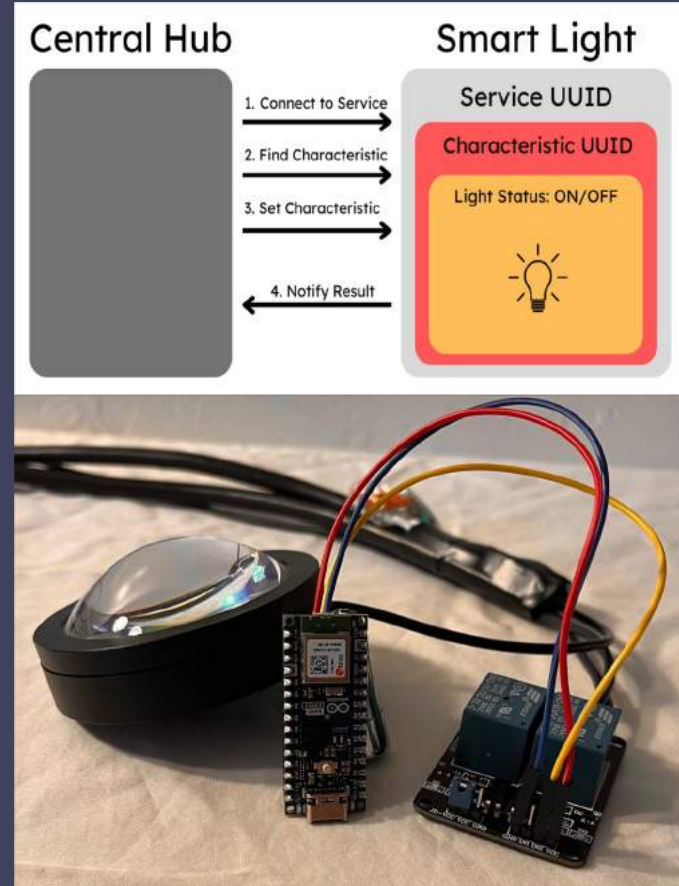 Central Hub
Smart Light
1. Connect to Service
2. Find Characteristic
3. Set Characteristic
4. Notify Result
Service UUID
Characteristic UUID
Light Status: ON/OFF